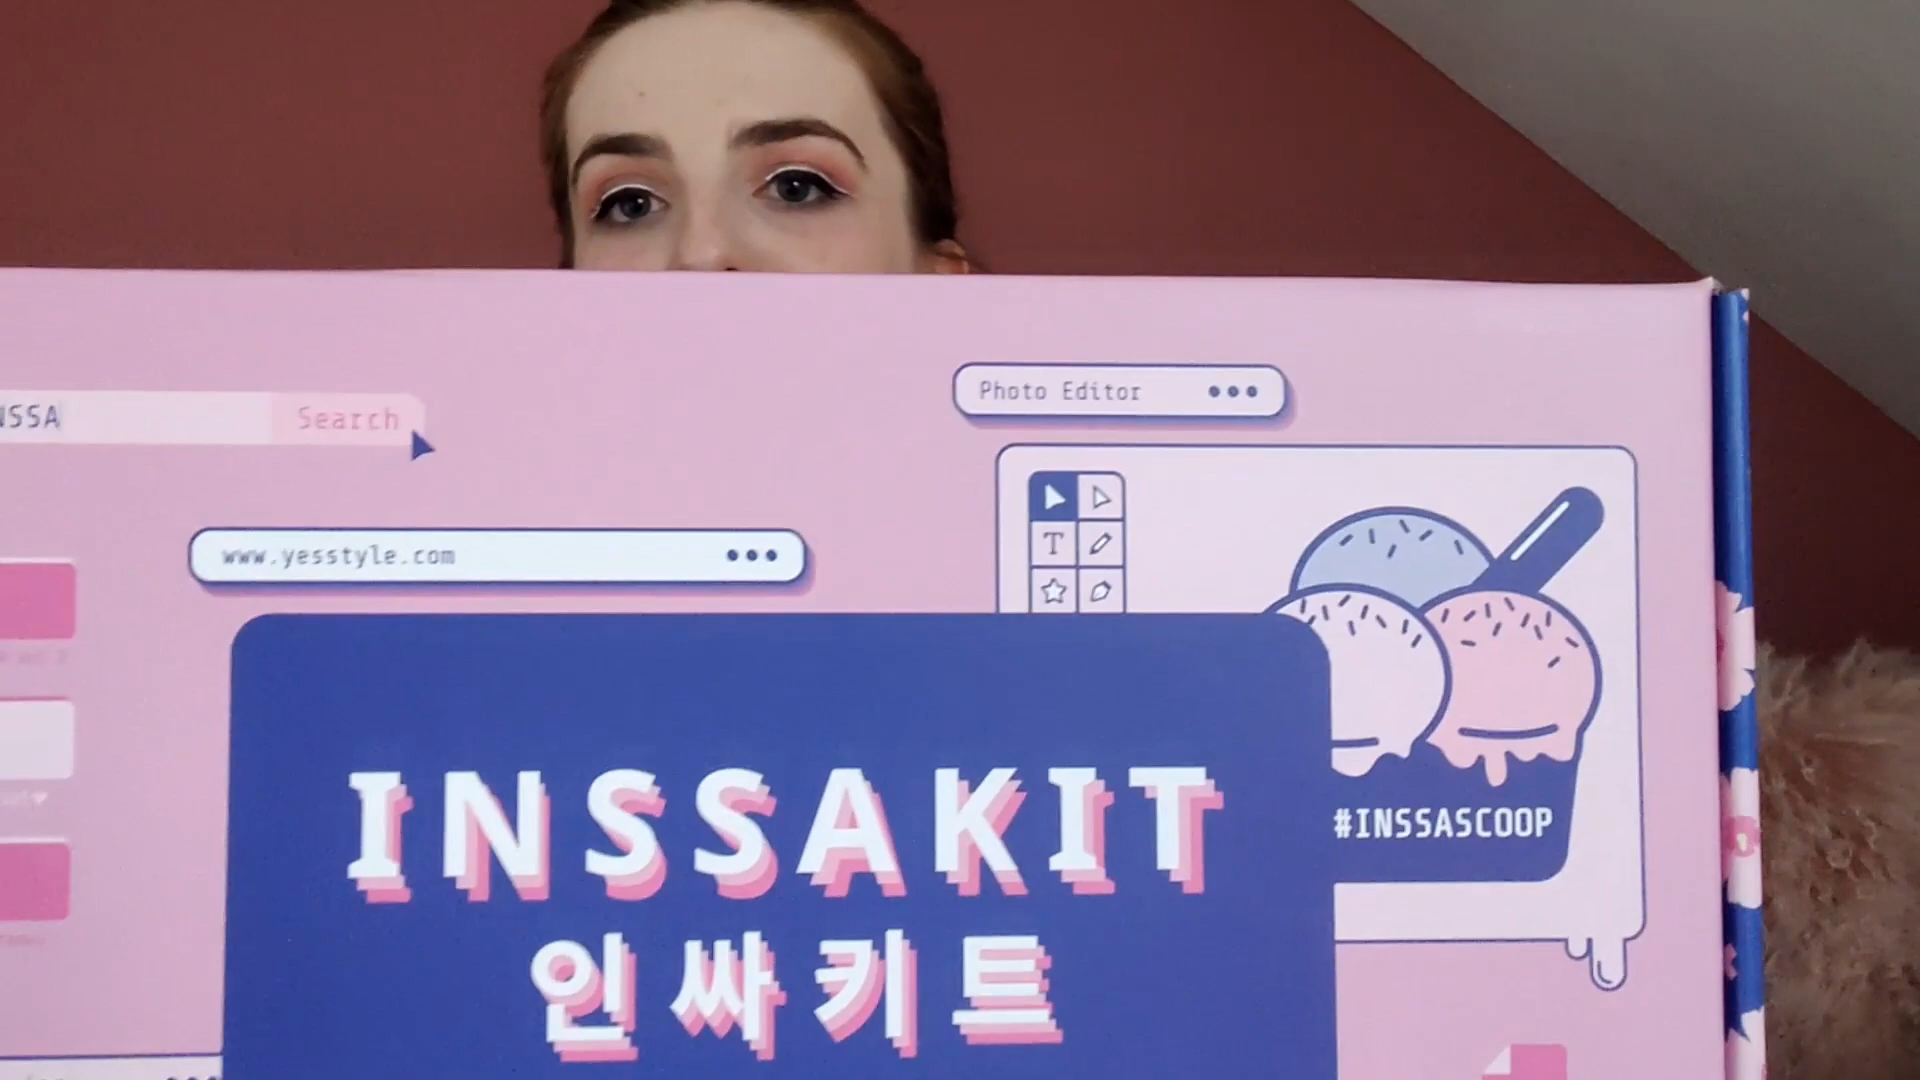 Photo Editor
NSSA
Search
www.yesstyle.com
T
#INSSASCOOP
INSSAKIT
인싸키트